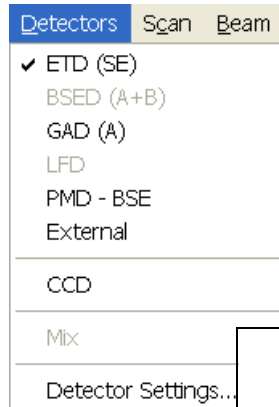 Detectors Scan Beam
✓ ETD (SE)
BSED (A+B)
GAD (A)
LFD
PMD - BSE
External
CCD
Mix
Detector Settings...